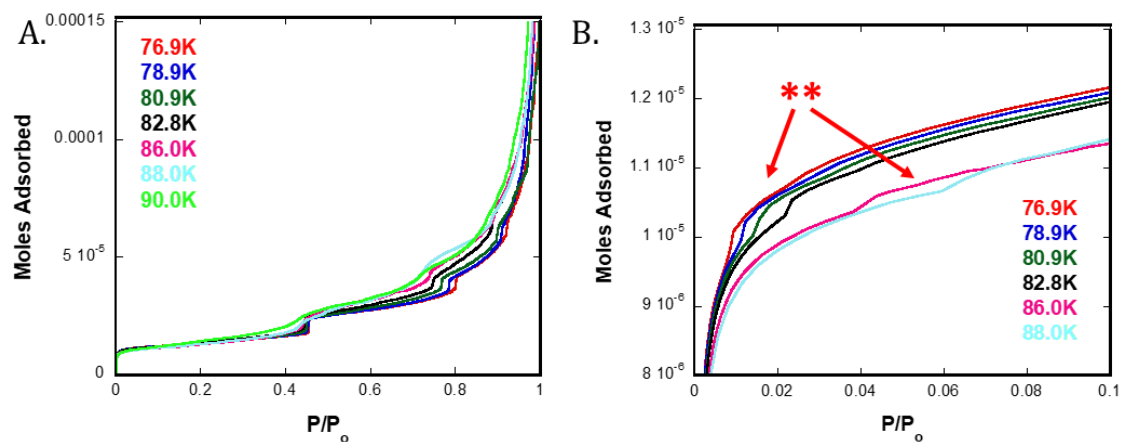 A.
76.9K
78.9K
80.9K
82.8K
86.0K
88.0K
90.0K
0.00015
0.0001
5 10⁻⁵
0
0
0.2
0.4
0.6
0.8
1
Moles Adsorbed
P/Pₒ
B.
**
76.9K
78.9K
80.9K
82.8K
86.0K
88.0K
1.3 10⁻⁵
1.2 10⁻⁵
1.1 10⁻⁵
1 10⁻⁵
9 10⁻⁶
8 10⁻⁶
0
0.02
0.04
0.06
0.08
0.1
Moles Adsorbed
P/Pₒ